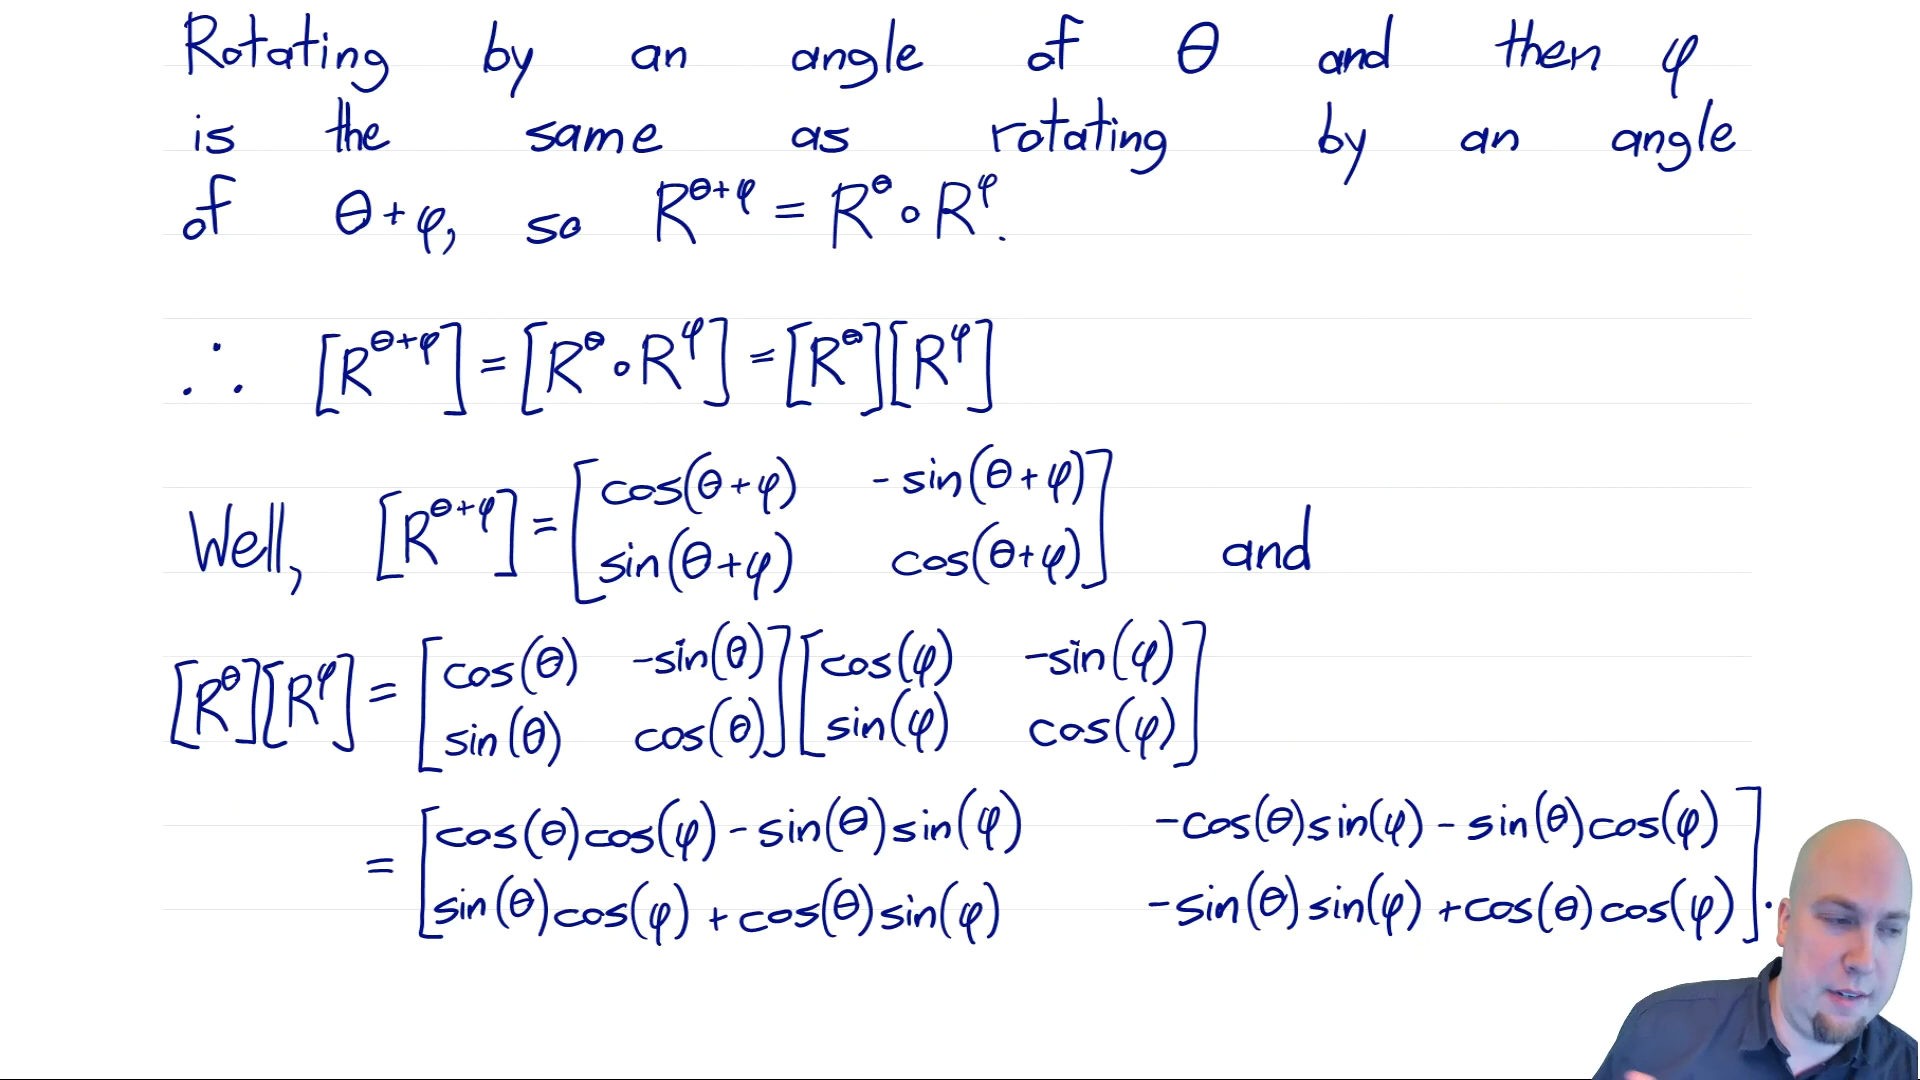 Rotating by an angle of θ and then φ
is the same as rotating by an angle
of θ+φ, so R^{θ+φ} = R^θ ∘ R^φ.
∴ [R^{θ+φ}] = [R^θ ∘ R^φ] = [R^θ][R^φ]
Well, [R^{θ+φ}] = [cos(θ+φ) -sin(θ+φ)
sin(θ+φ) cos(θ+φ)] and
[R^θ][R^φ] = [cos(θ) -sin(θ)
sin(θ) cos(θ)] [cos(φ) -sin(φ)
sin(φ) cos(φ)]
= [cos(θ)cos(φ) - sin(θ)sin(φ) -cos(θ)sin(φ) - sin(θ)cos(φ)
sin(θ)cos(φ) + cos(θ)sin(φ) -sin(θ)sin(φ) + cos(θ)cos(φ)].